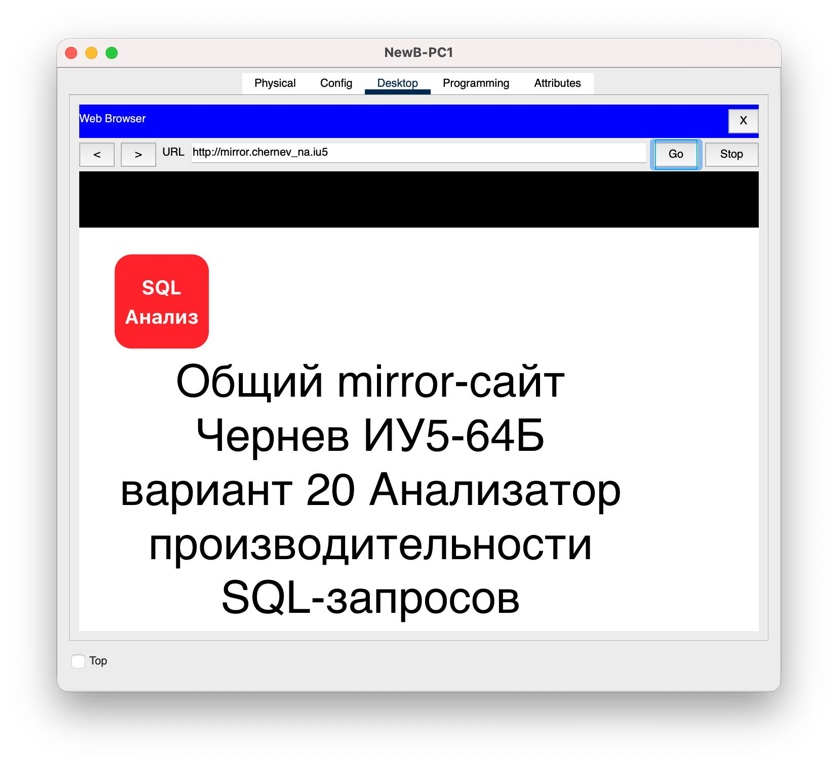 NewB-PC1
Physical Config Desktop Programming Attributes
Web Browser X
< > URL http://mirror.chernev_na.iu5 Go Stop
SQL
Анализ
Общий mirror-сайт
Чернев ИУ5-64Б
вариант 20 Анализатор
производительности
SQL-запросов
Top